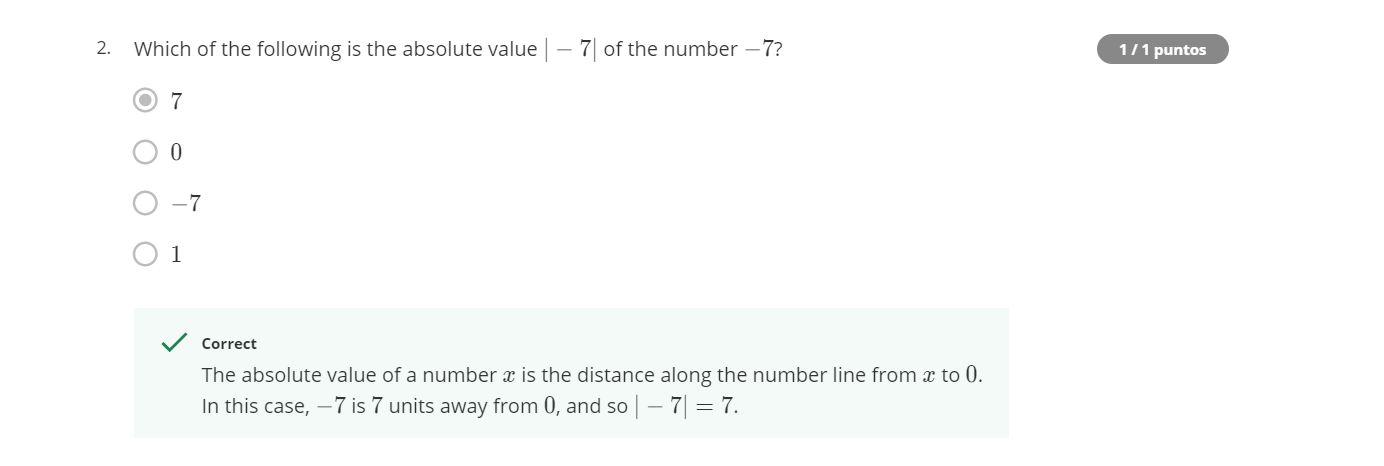 2. Which of the following is the absolute value | − 7| of the number −7?
1 / 1 puntos
7
0
−7
1
Correct
The absolute value of a number x is the distance along the number line from x to 0.
In this case, −7 is 7 units away from 0, and so | − 7| = 7.